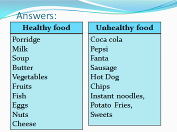 Answers:
Healthy food
Porridge
Milk
Soup
Butter
Vegetables
Fruits
Fish
Eggs
Nuts
Cheese
Unhealthy food
Coca cola
Pepsi
Fanta
Sausage
Hot Dog
Chips
Instant noodles,
Potato Fries,
Sweets